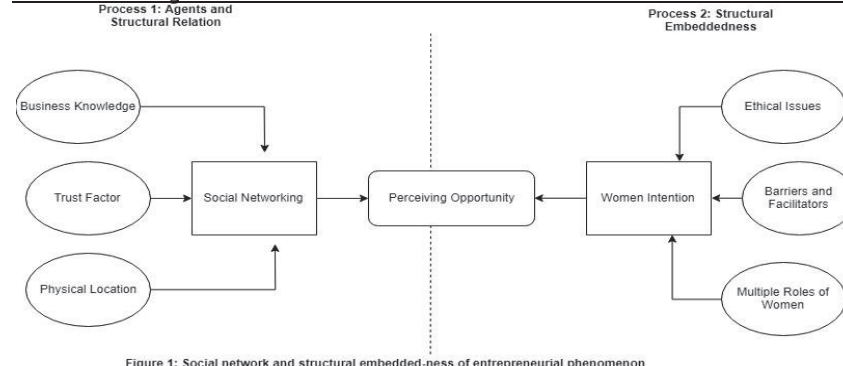 Process 1: Agents and
Structural Relation
Process 2: Structural
Embeddedness
Business Knowledge
Ethical Issues
Trust Factor
Social Networking
Perceiving Opportunity
Women Intention
Barriers and
Facilitators
Physical Location
Multiple Roles of
Women
Figure 1: Social network and structural embedded-ness of entrepreneurial phenomenon